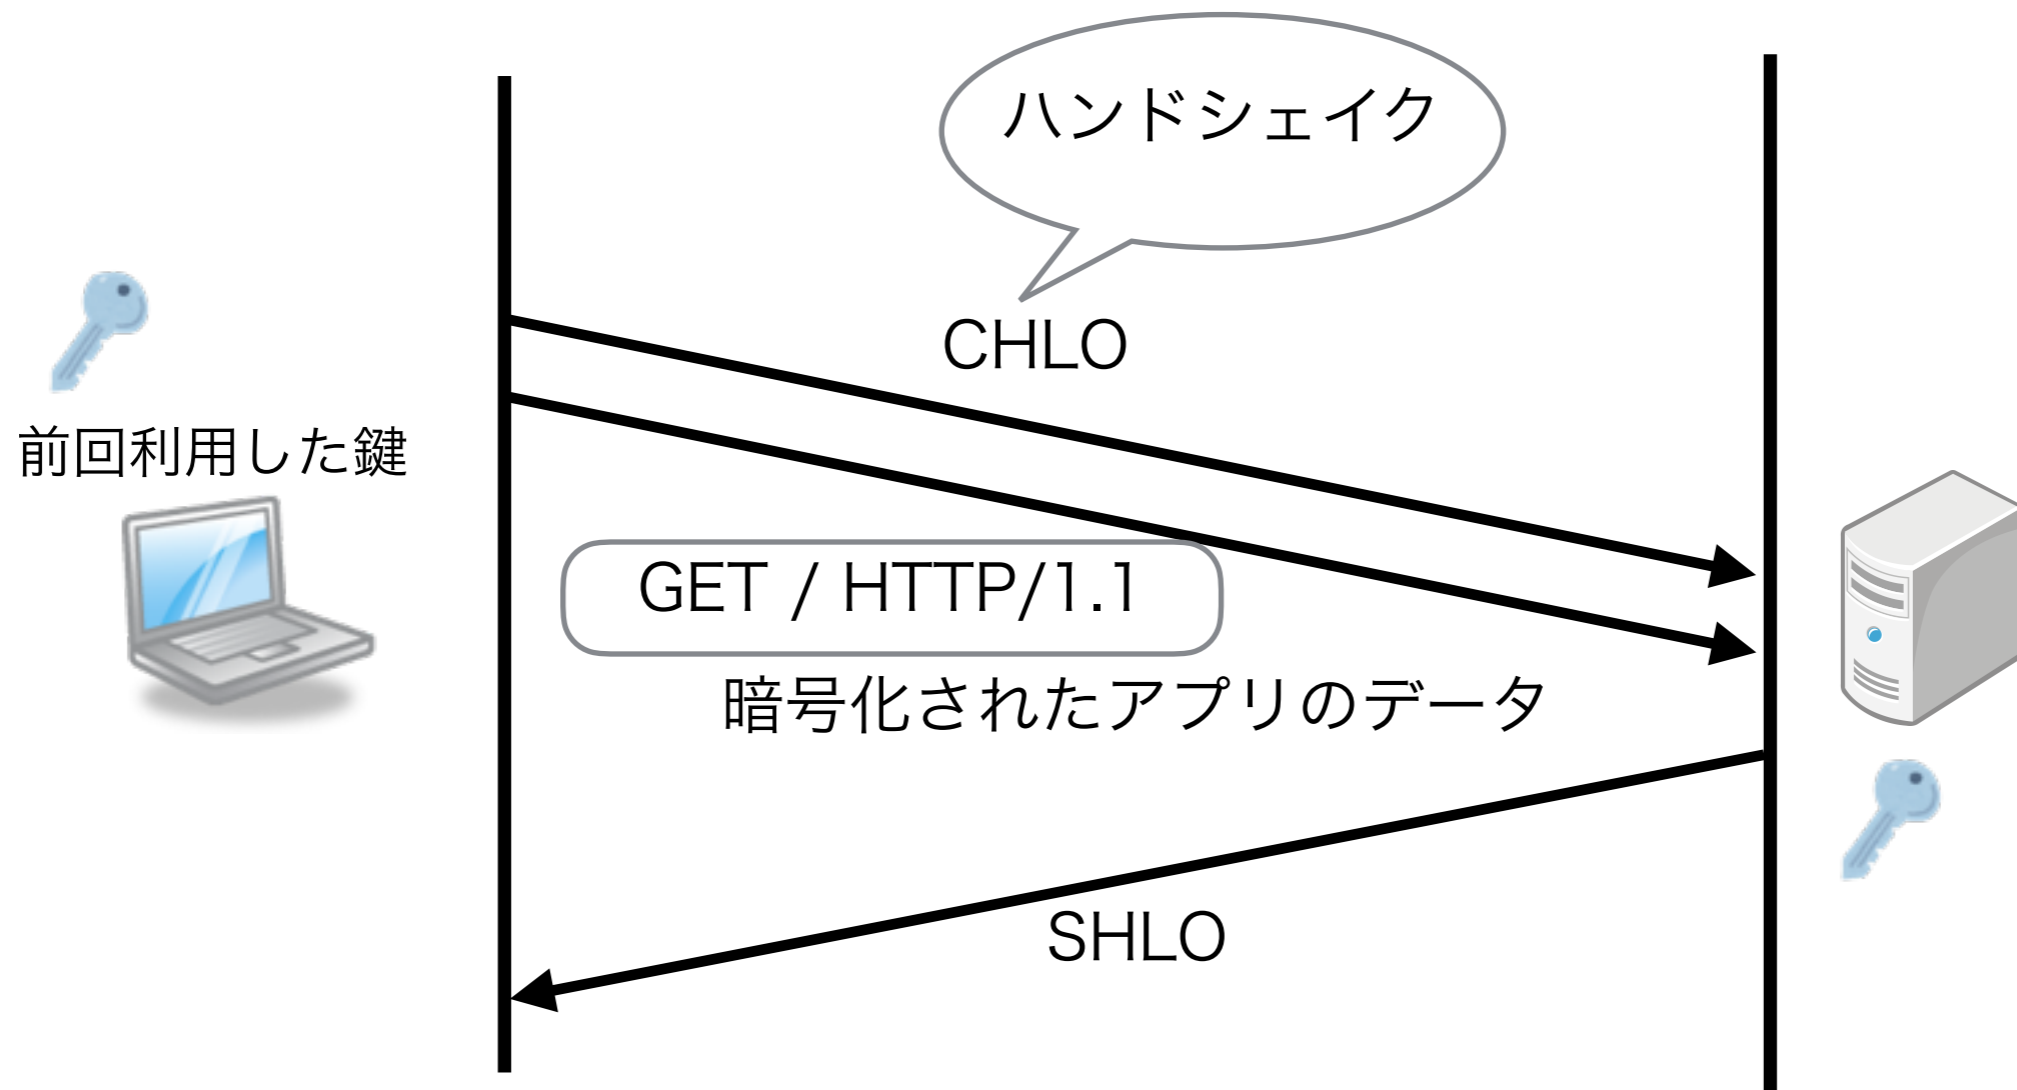 ハンドシェイク
CHLO
前回利用した鍵
GET / HTTP/1.1
暗号化されたアプリのデータ
SHLO